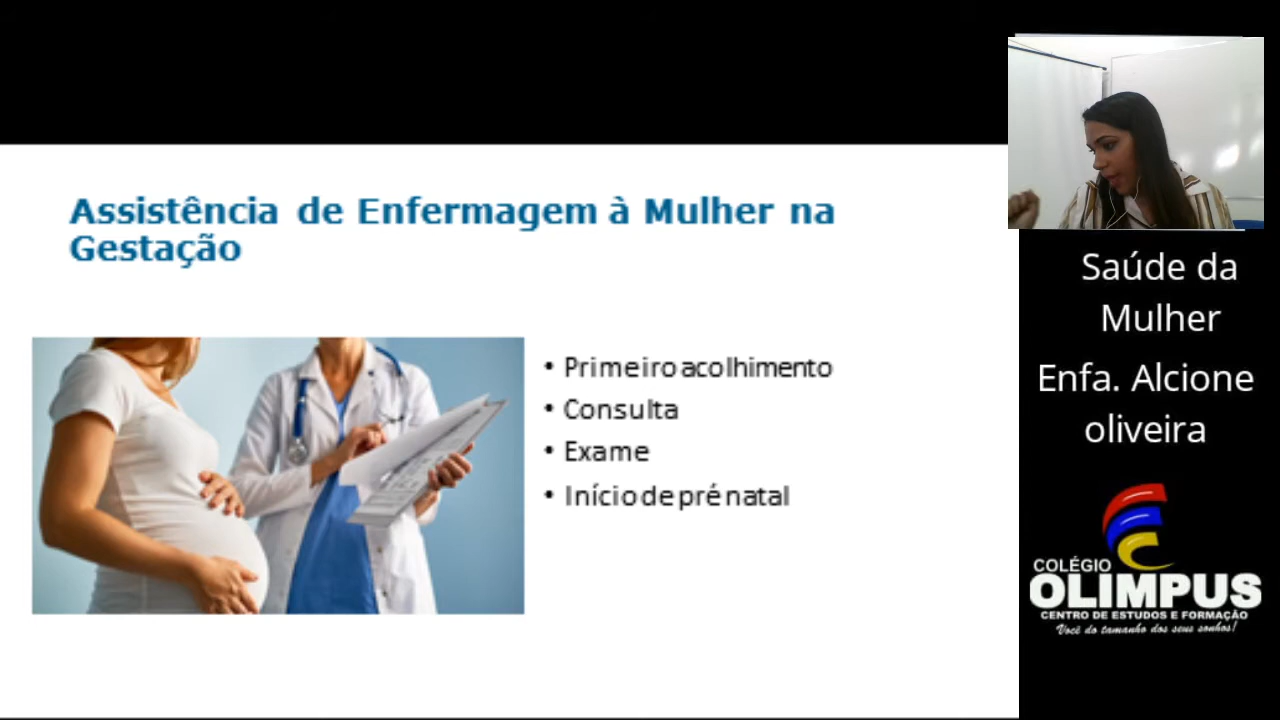 Assistência de Enfermagem à Mulher na
Gestação
• Primeiro acolhimento
• Consulta
• Exame
• Início de pré natal
Saúde da
Mulher
Enfa. Alcione
oliveira
COLÉGIO
OLIMPUS
CENTRO DE ESTUDOS E FORMAÇÃO
Você do tamanho dos seus sonhos!